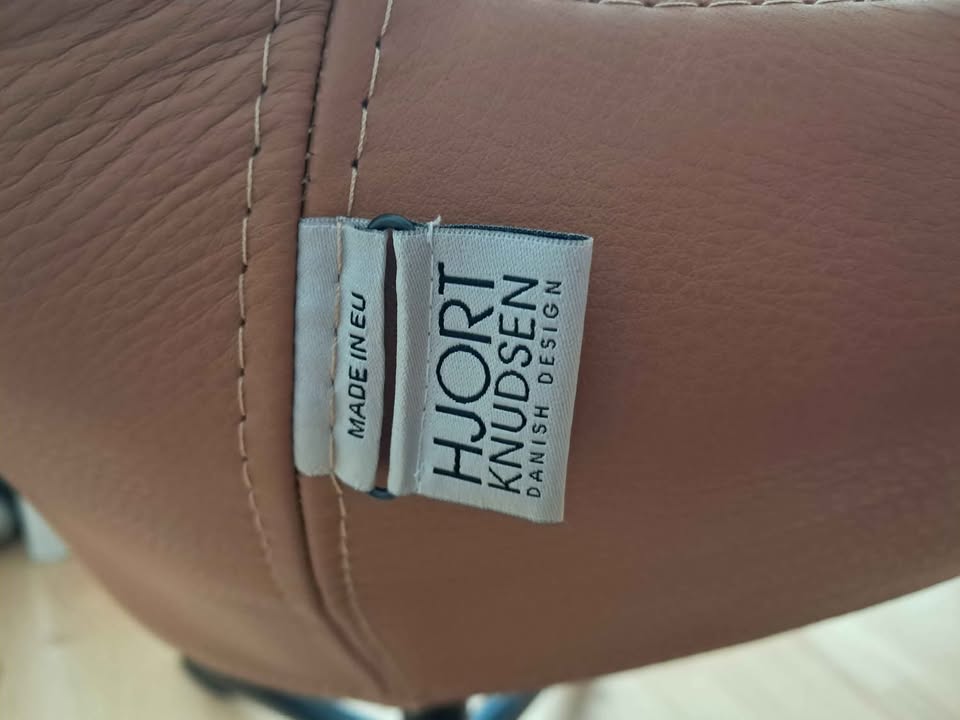 MADE IN EU
HJORT
KNUDSEN
DANISH DESIGN